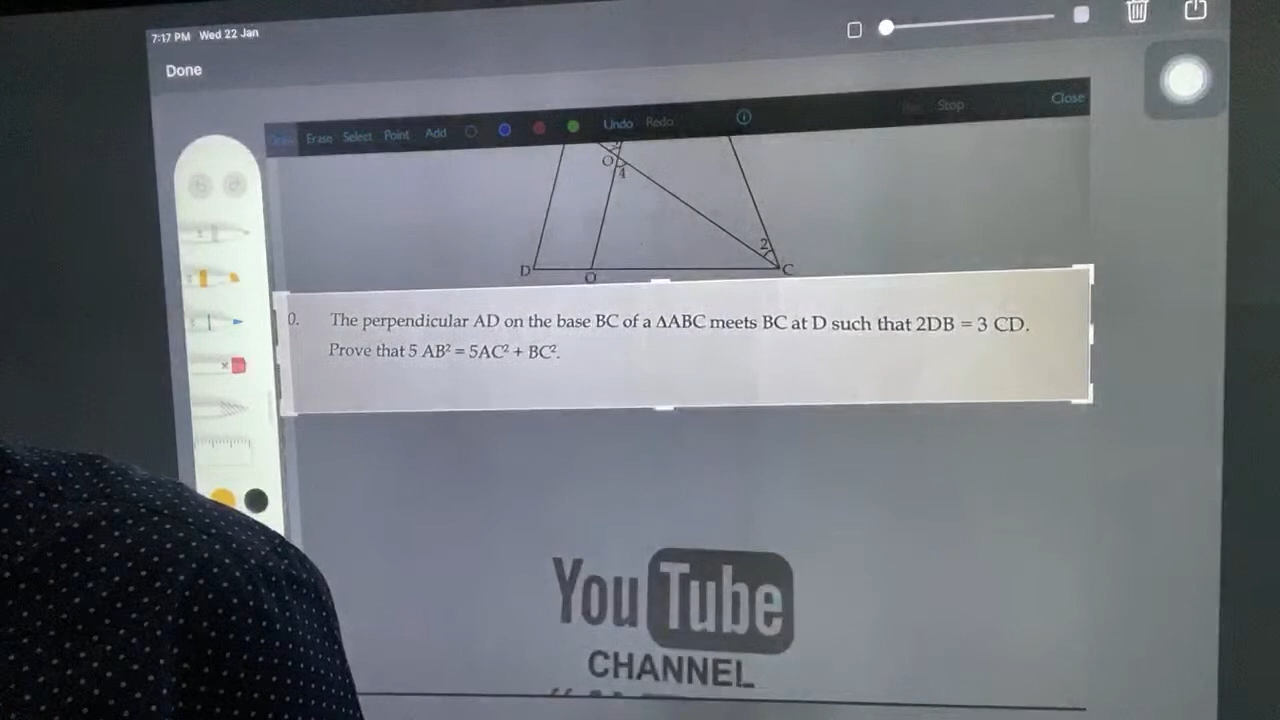 7:17 PM Wed 22 Jan
Done
Erase Select Point Add Undo Redo Stop Close
O
4
2
D O C
0. The perpendicular AD on the base BC of a ΔABC meets BC at D such that 2DB = 3 CD.
Prove that 5 AB² = 5AC² + BC².
You Tube
CHANNEL